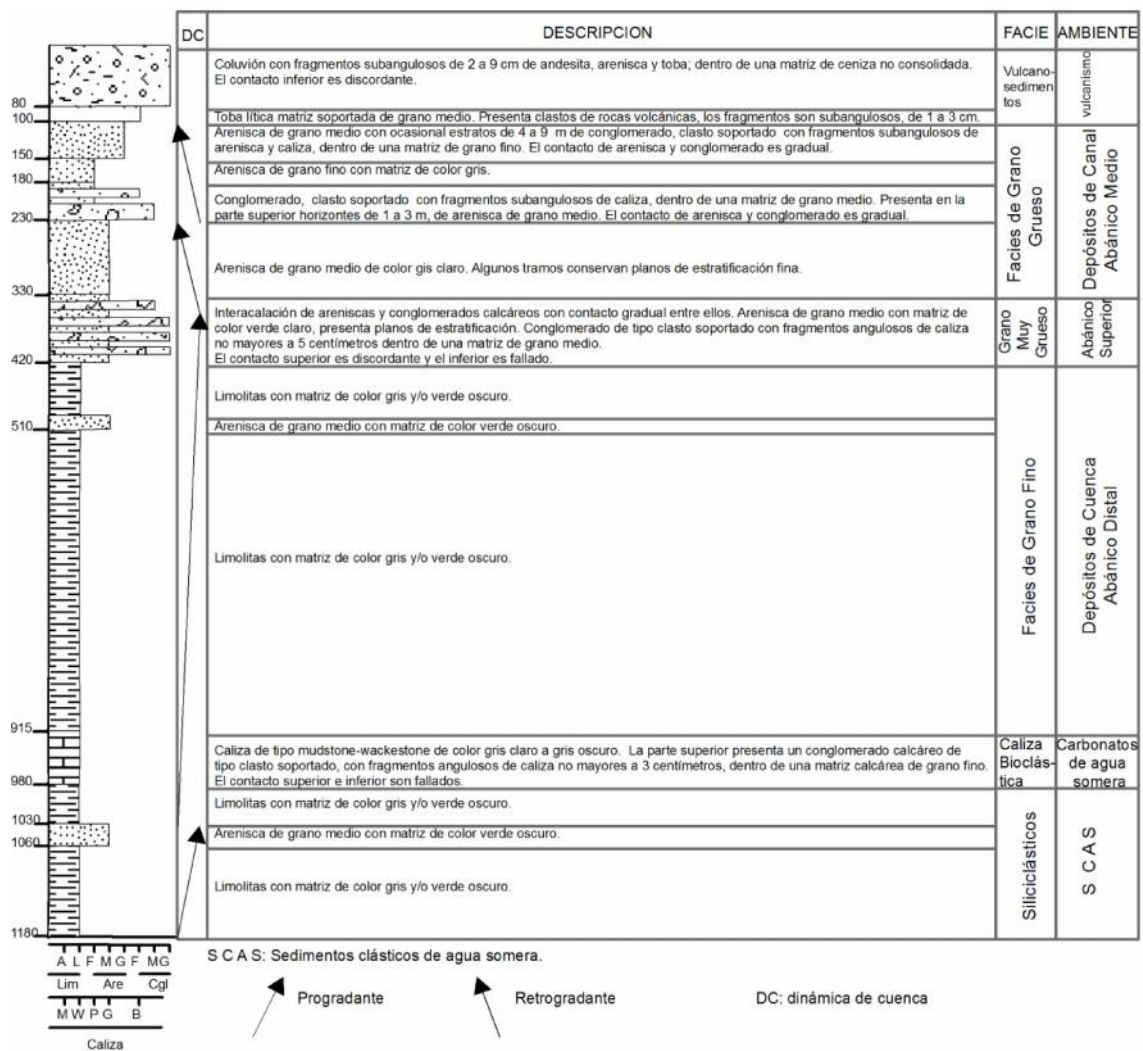 DC DESCRIPCION FACIE AMBIENTE
Coluvión con fragmentos subangulosos de 2 a 9 cm de andesita, arenisca y toba; dentro de una matriz de ceniza no consolidada.
El contacto inferior es discordante.
Vulcano-
sedimen
tos
vulcanismo
80
Toba lítica matriz soportada de grano medio. Presenta clastos de rocas volcánicas, los fragmentos son subangulosos, de 1 a 3 cm.
100
Arenisca de grano medio con ocasional estratos de 4 a 9 m de conglomerado, clasto soportado con fragmentos subangulosos de
arenisca y caliza, dentro de una matriz de grano fino. El contacto de arenisca y conglomerado es gradual.
150
Arenisca de grano fino con matriz de color gris.
180
Conglomerado, clasto soportado con fragmentos subangulosos de caliza, dentro de una matriz de grano medio. Presenta en la
parte superior horizontes de 1 a 3 m, de arenisca de grano medio. El contacto de arenisca y conglomerado es gradual.
230
Arenisca de grano medio de color gis claro. Algunos tramos conservan planos de estratificación fina.
Facies de Grano
Grueso
Depósitos de Canal
Abánico Medio
330
Interacalación de areniscas y conglomerados calcáreos con contacto gradual entre ellos. Arenisca de grano medio con matriz de
color verde claro, presenta planos de estratificación. Conglomerado de tipo clasto soportado con fragmentos angulosos de caliza
no mayores a 5 centímetros dentro de una matriz de grano medio.
El contacto superior es discordante y el inferior es fallado.
Grano
Muy
Grueso
Abánico
Superior
420
Limolitas con matriz de color gris y/o verde oscuro.
510
Arenisca de grano medio con matriz de color verde oscuro.
Limolitas con matriz de color gris y/o verde oscuro.
Facies de Grano Fino
Depósitos de Cuenca
Abánico Distal
915
Caliza de tipo mudstone-wackestone de color gris claro a gris oscuro. La parte superior presenta un conglomerado calcáreo de
tipo clasto soportado, con fragmentos angulosos de caliza no mayores a 3 centímetros, dentro de una matriz calcárea de grano fino.
El contacto superior e inferior son fallados.
Caliza
Bioclás-
tica
Carbonatos
de agua
somera
980
Limolitas con matriz de color gris y/o verde oscuro.
1030
Arenisca de grano medio con matriz de color verde oscuro.
1060
Limolitas con matriz de color gris y/o verde oscuro.
Siliciclásticos
S C A S
1180
A L F M G F MG
Lim Are Cgl
M W P G B
Caliza
S C A S: Sedimentos clásticos de agua somera.
Progradante Retrogradante DC: dinámica de cuenca